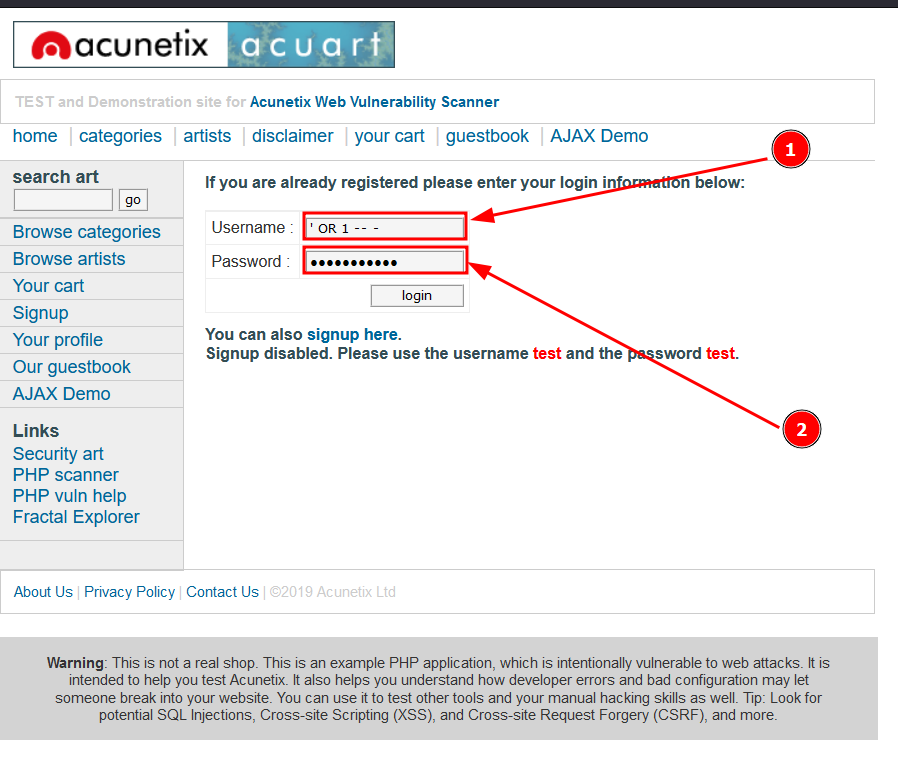 acunetix acuart
TEST and Demonstration site for Acunetix Web Vulnerability Scanner
home | categories | artists | disclaimer | your cart | guestbook | AJAX Demo
1
search art
go
Browse categories
Browse artists
Your cart
Signup
Your profile
Our guestbook
AJAX Demo
Links
Security art
PHP scanner
PHP vuln help
Fractal Explorer
If you are already registered please enter your login information below:
Username : ' OR 1 -- -
Password : •••••••••••
login
You can also signup here.
Signup disabled. Please use the username test and the password test.
2
About Us | Privacy Policy | Contact Us | ©2019 Acunetix Ltd
Warning: This is not a real shop. This is an example PHP application, which is intentionally vulnerable to web attacks. It is
intended to help you test Acunetix. It also helps you understand how developer errors and bad configuration may let
someone break into your website. You can use it to test other tools and your manual hacking skills as well. Tip: Look for
potential SQL Injections, Cross-site Scripting (XSS), and Cross-site Request Forgery (CSRF), and more.